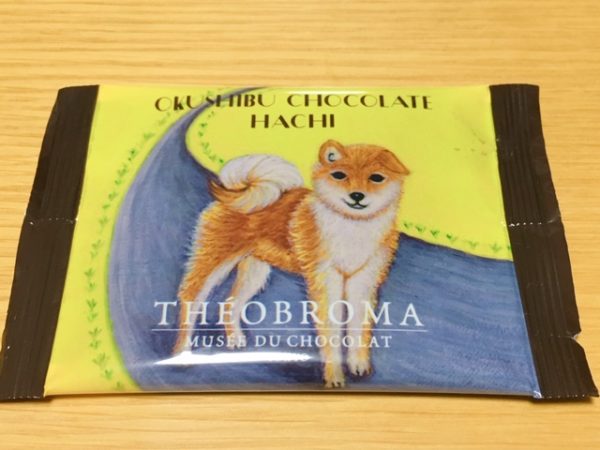 OKUSHIBU CHOCOLATE
HACHI
THÉOBROMA
MUSÉE DU CHOCOLAT